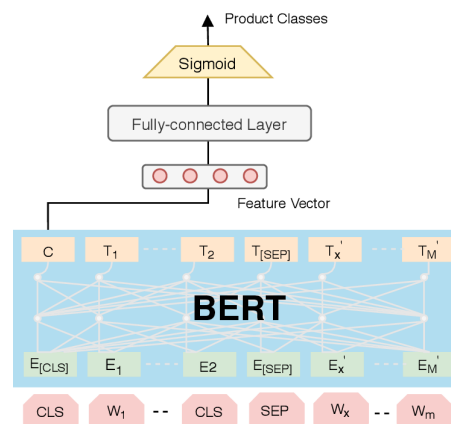 Product Classes
Sigmoid
Fully-connected Layer
Feature Vector
C T1 T2 T[SEP] Tx' TM'
BERT
E[CLS] E1 E2 E[SEP] Ex' EM'
CLS W1 -- CLS SEP Wx -- Wm